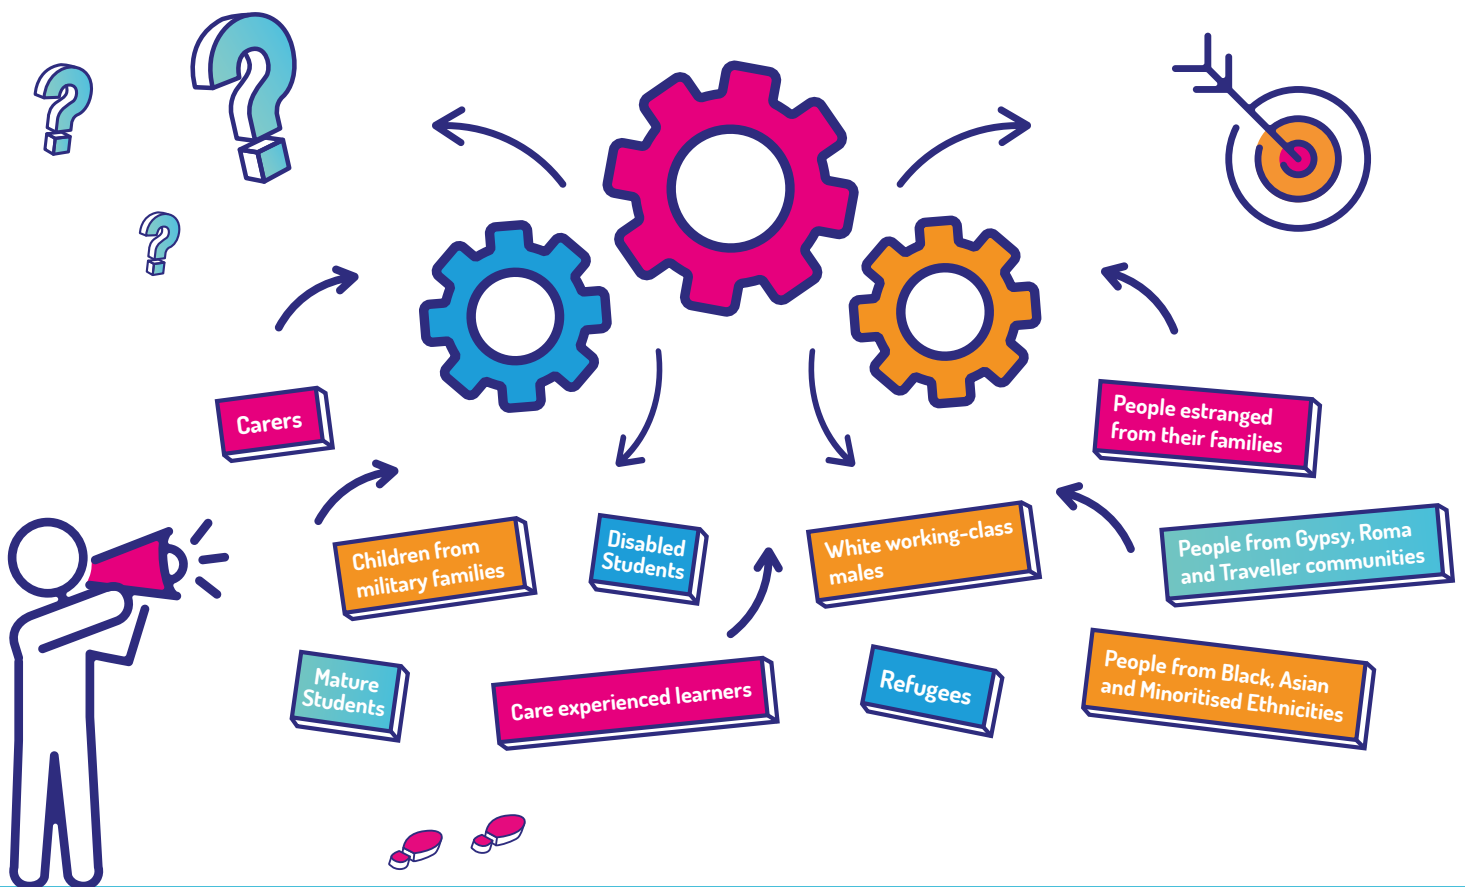 Carers
People estranged
from their families
Children from
military families
Disabled
Students
White working-class
males
People from Gypsy, Roma
and Traveller communities
Mature
Students
Care experienced learners
Refugees
People from Black, Asian
and Minoritised Ethnicities